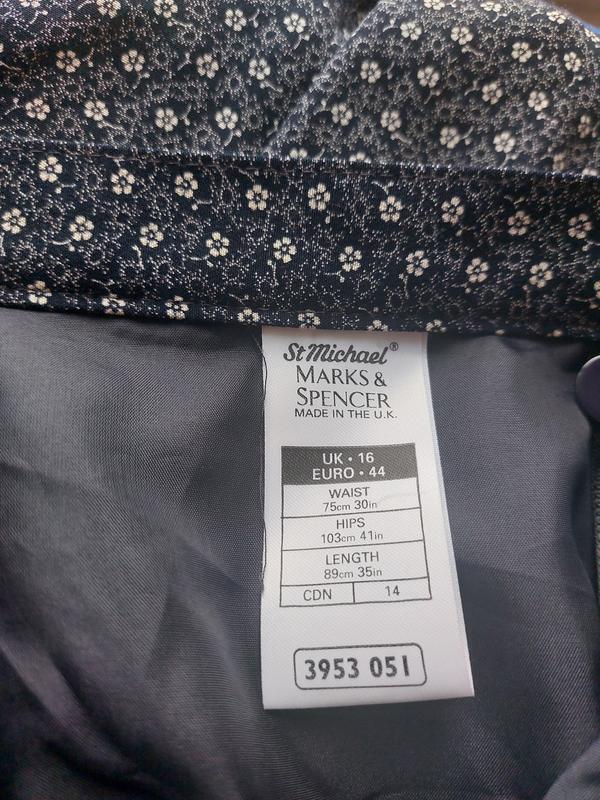 St Michael®
MARKS &
SPENCER
MADE IN THE U.K.
UK • 16
EURO • 44
WAIST
75cm 30in
HIPS
103cm 41in
LENGTH
89cm 35in
CDN 14
3953 051